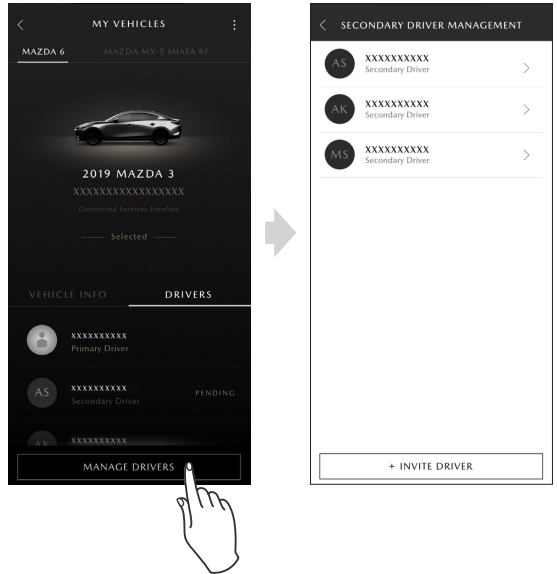 MY VEHICLES
MAZDA 6 MAZDA MX-5 MIATA RF
2019 MAZDA 3
XXXXXXXXXXXXXXXXX
Connected Services Enrolled
Selected
VEHICLE INFO DRIVERS
XXXXXXXXXX
Primary Driver
AS
XXXXXXXXXX
Secondary Driver
PENDING
AK
XXXXXXXXXX
MANAGE DRIVERS
SECONDARY DRIVER MANAGEMENT
AS
XXXXXXXXXX
Secondary Driver
AK
XXXXXXXXXX
Secondary Driver
MS
XXXXXXXXXX
Secondary Driver
+ INVITE DRIVER